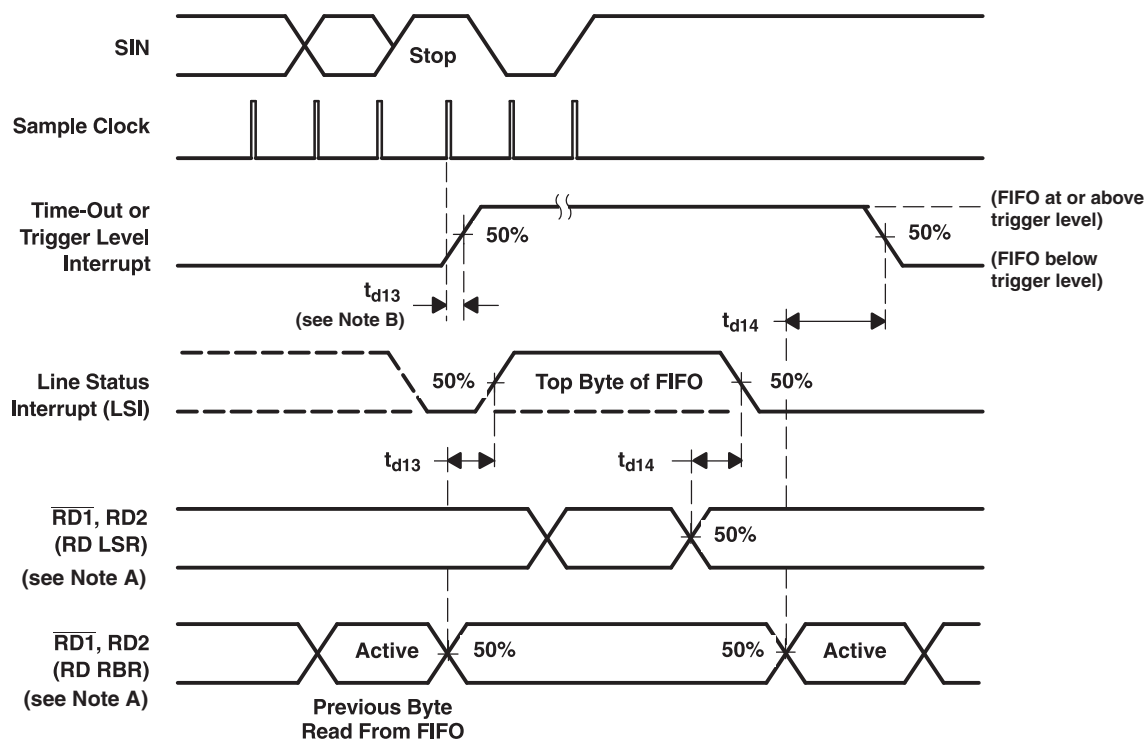 SIN
Stop
Sample Clock
Time-Out or
Trigger Level
Interrupt
50%
50%
(FIFO at or above
trigger level)
(FIFO below
trigger level)
td13
(see Note B)
td14
Line Status
Interrupt (LSI)
50%
Top Byte of FIFO
50%
td13
td14
RD1, RD2
(RD LSR)
(see Note A)
50%
RD1, RD2
(RD RBR)
(see Note A)
Active
50%
50%
Active
Previous Byte
Read From FIFO